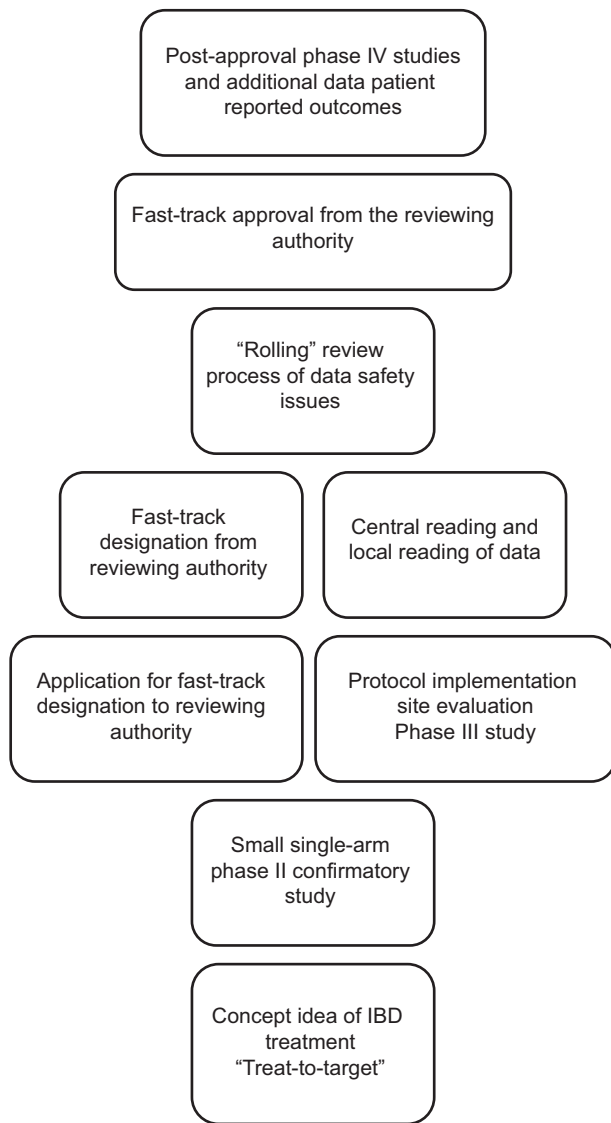 Post-approval phase IV studies
and additional data patient
reported outcomes
Fast-track approval from the reviewing
authority
“Rolling” review
process of data safety
issues
Fast-track
designation from
reviewing authority
Central reading and
local reading of data
Application for fast-track
designation to reviewing
authority
Protocol implementation
site evaluation
Phase III study
Small single-arm
phase II confirmatory
study
Concept idea of IBD
treatment
“Treat-to-target”